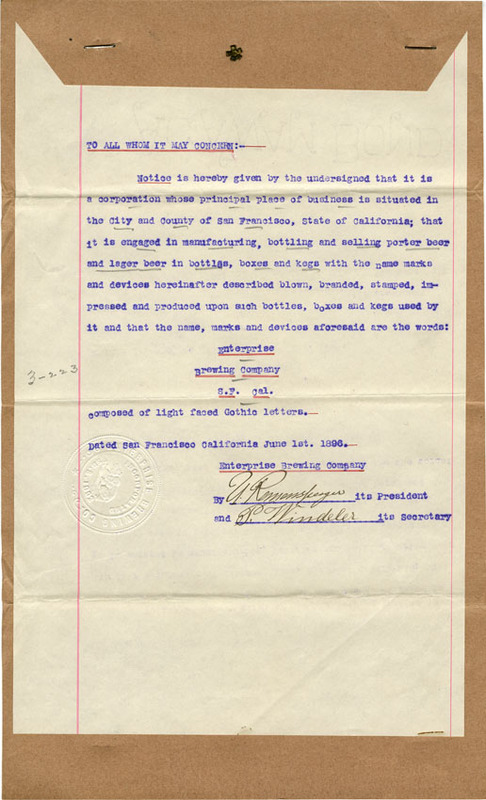 TO ALL WHOM IT MAY CONCERN:-
Notice is hereby given by the undersigned that it is
a corporation whose principal place of business is situated in
the City and County of San Francisco, State of California; that
it is engaged in manufacturing, bottling and selling porter beer
and lager beer in bottles, boxes and kegs with the name marks
and devices hereinafter described blown, branded, stamped, im-
pressed and produced upon such bottles, boxes and kegs used by
it and that the name, marks and devices aforesaid are the words:
Enterprise
3-223
Brewing Company
S.F. Cal.
composed of light faced Gothic letters.
Dated San Francisco California June 1st. 1896.
Enterprise Brewing Company
By its President
and P. Windeler its Secretary